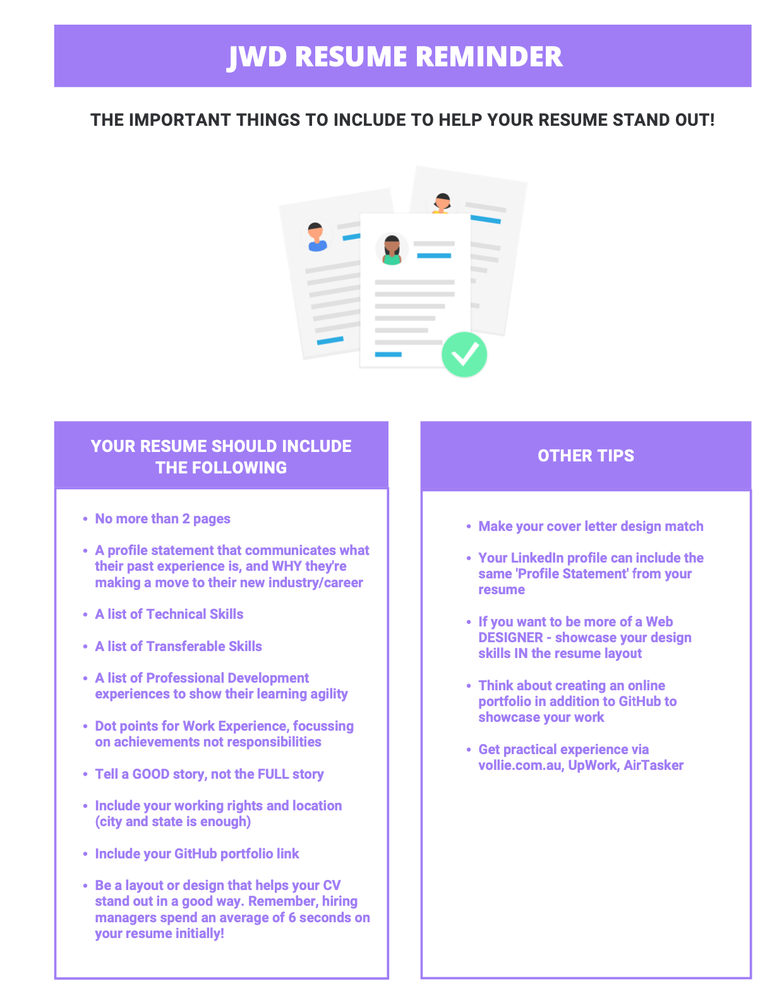 JWD RESUME REMINDER
THE IMPORTANT THINGS TO INCLUDE TO HELP YOUR RESUME STAND OUT!
YOUR RESUME SHOULD INCLUDE
THE FOLLOWING
• No more than 2 pages
• A profile statement that communicates what
their past experience is, and WHY they're
making a move to their new industry/career
• A list of Technical Skills
• A list of Transferable Skills
• A list of Professional Development
experiences to show their learning agility
• Dot points for Work Experience, focussing
on achievements not responsibilities
• Tell a GOOD story, not the FULL story
• Include your working rights and location
(city and state is enough)
• Include your GitHub portfolio link
• Be a layout or design that helps your CV
stand out in a good way. Remember, hiring
managers spend an average of 6 seconds on
your resume initially!
OTHER TIPS
• Make your cover letter design match
• Your LinkedIn profile can include the
same 'Profile Statement' from your
resume
• If you want to be more of a Web
DESIGNER - showcase your design
skills IN the resume layout
• Think about creating an online
portfolio in addition to GitHub to
showcase your work
• Get practical experience via
vollie.com.au, UpWork, AirTasker